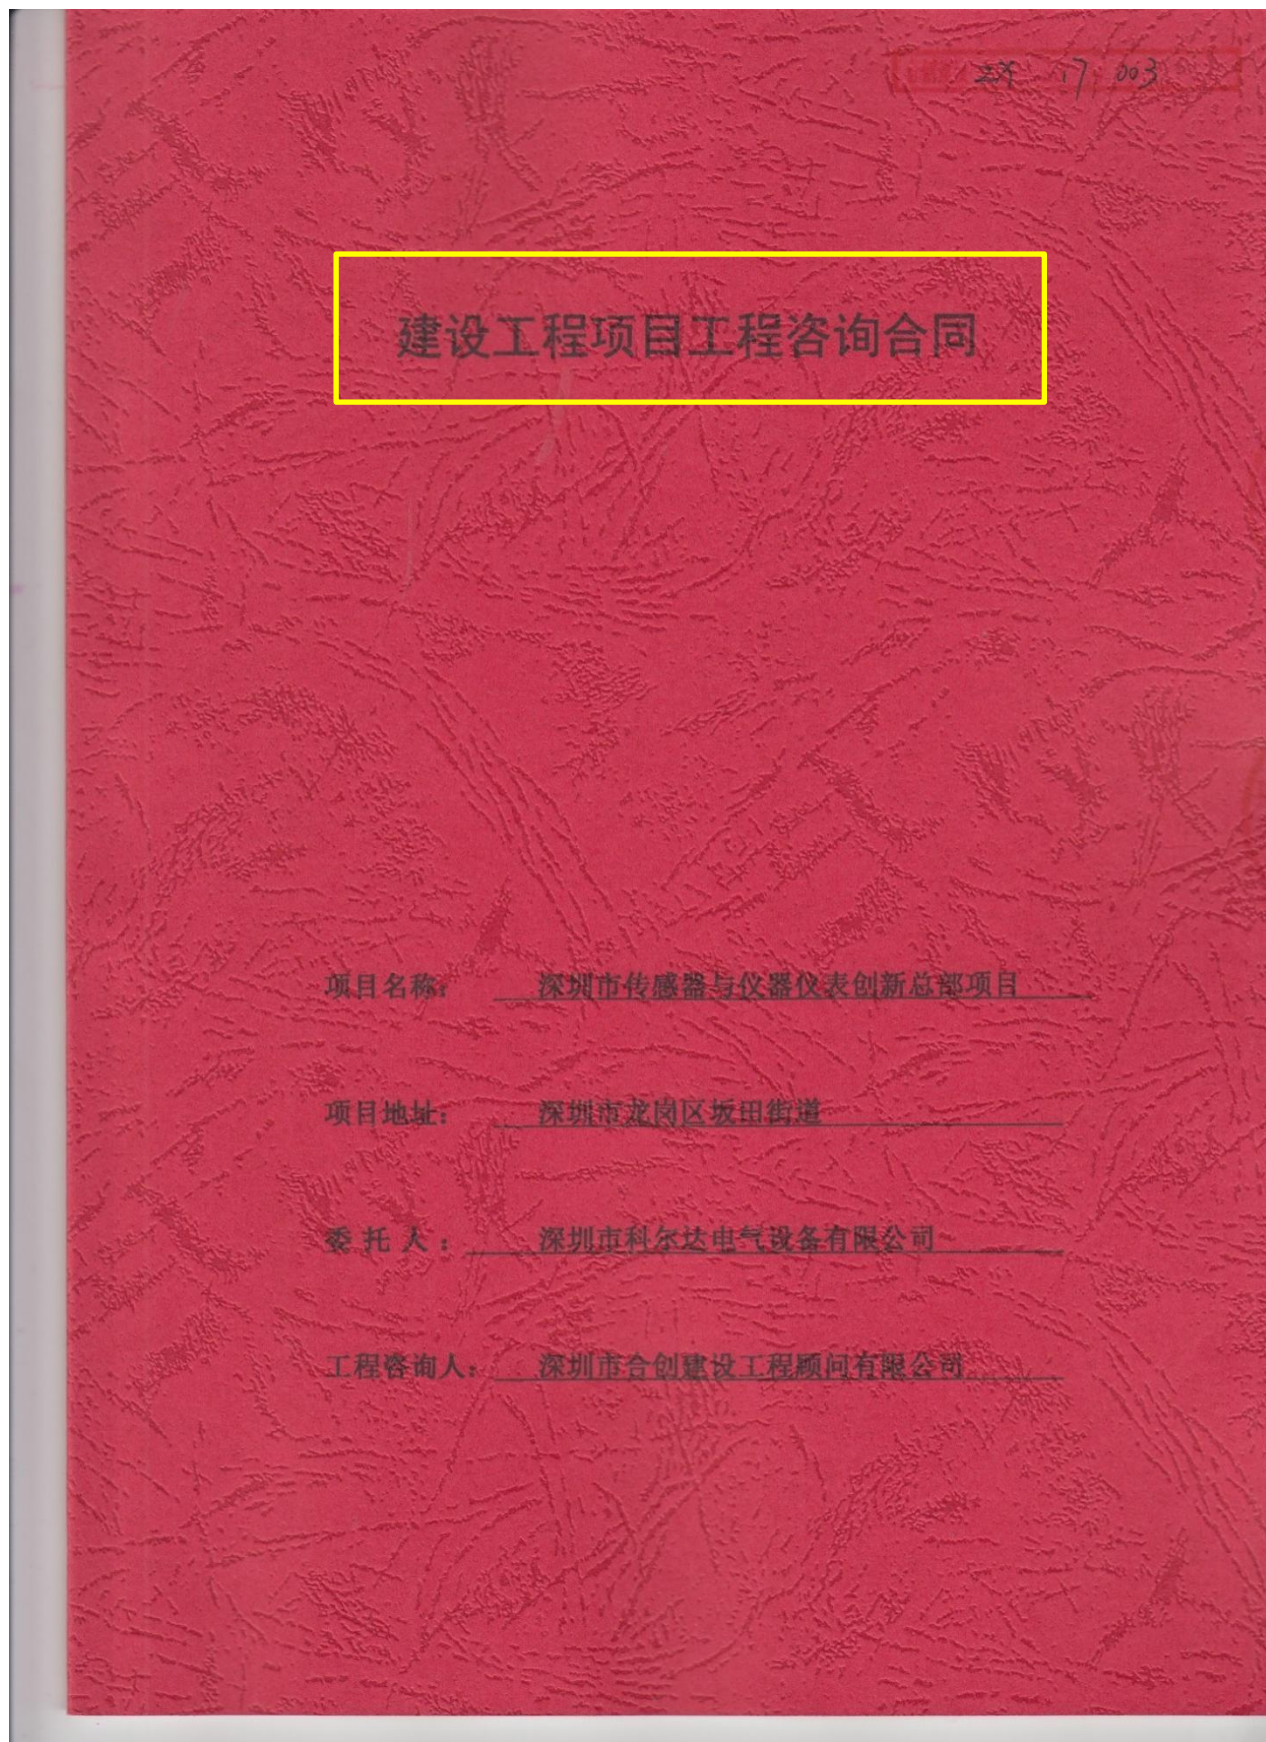 17 003
建设工程项目工程咨询合同
项目名称： 深圳市传感器与仪器仪表创新总部项目
项目地址： 深圳市龙岗区坂田街道
委 托 人 ： 深圳市科尔达电气设备有限公司
工程咨询人： 深圳市合创建设工程顾问有限公司